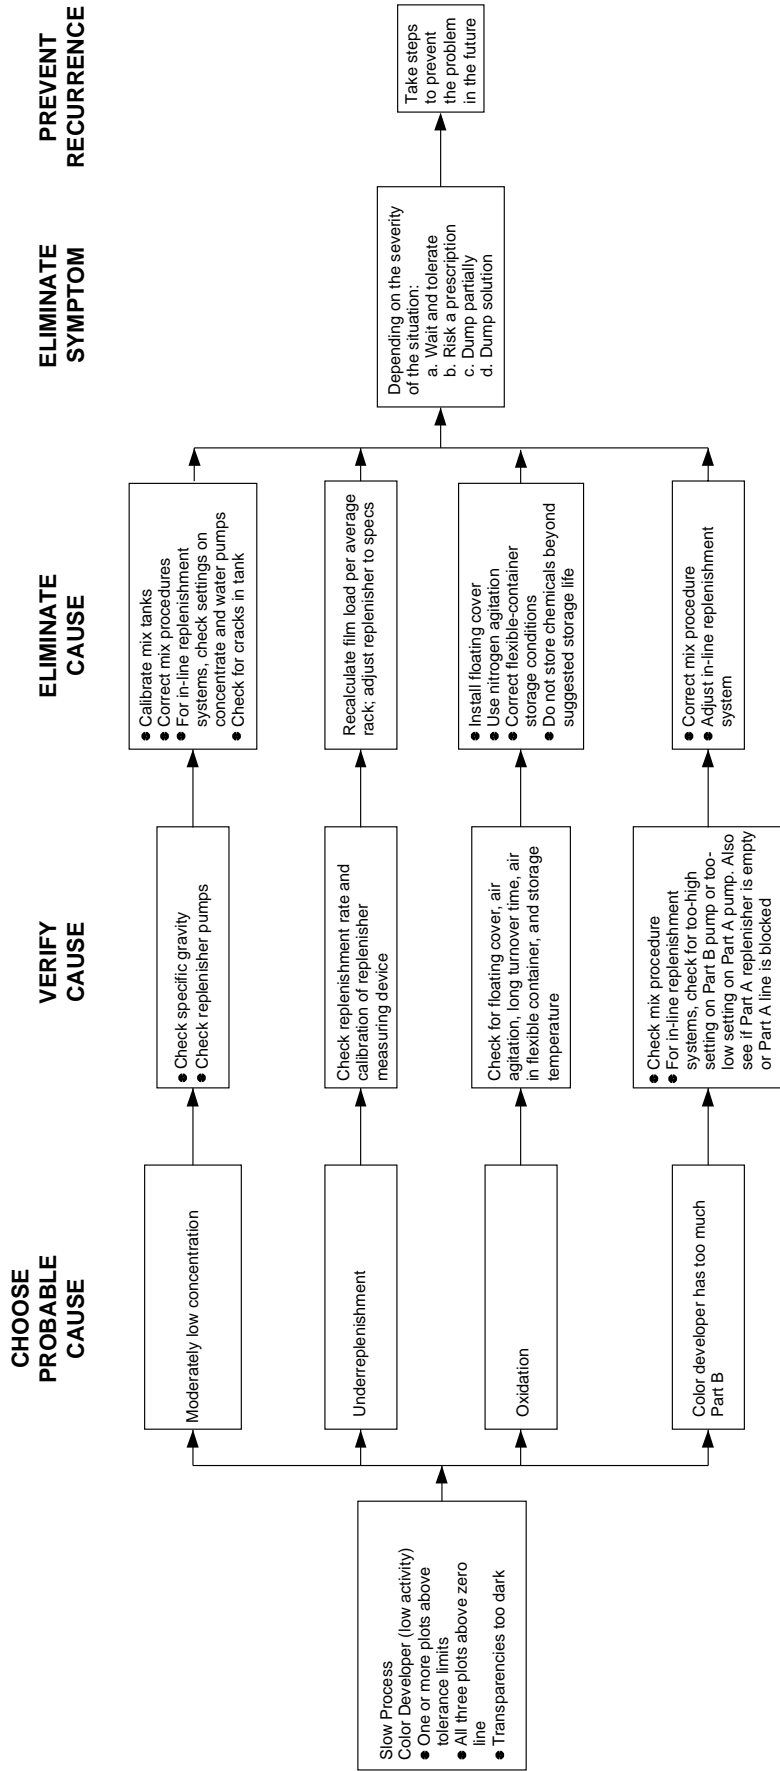 CHOOSE
PROBABLE
CAUSE
VERIFY
CAUSE
ELIMINATE
CAUSE
ELIMINATE
SYMPTOM
PREVENT
RECURRENCE
Slow Process
Color Developer (low activity)
● One or more plots above
tolerance limits
● All three plots above zero
line
● Transparencies too dark
Moderately low concentration
● Check specific gravity
● Check replenisher pumps
● Calibrate mix tanks
● Correct mix procedures
● For in-line replenishment
systems, check settings on
concentrate and water pumps
● Check for cracks in tank
Underreplenishment
Check replenishment rate and
calibration of replenisher
measuring device
Recalculate film load per average
rack; adjust replenisher to specs
Oxidation
Check for floating cover, air
agitation, long turnover time, air
in flexible container, and storage
temperature
● Install floating cover
● Use nitrogen agitation
● Correct flexible-container
storage conditions
● Do not store chemicals beyond
suggested storage life
Color developer has too much
Part B
● Check mix procedure
● For in-line replenishment
systems, check for too-high
setting on Part B pump or too-
low setting on Part A pump. Also
see if Part A replenisher is empty
or Part A line is blocked
● Correct mix procedure
● Adjust in-line replenishment
system
Depending on the severity
of the situation:
a. Wait and tolerate
b. Risk a prescription
c. Dump partially
d. Dump solution
Take steps
to prevent
the problem
in the future